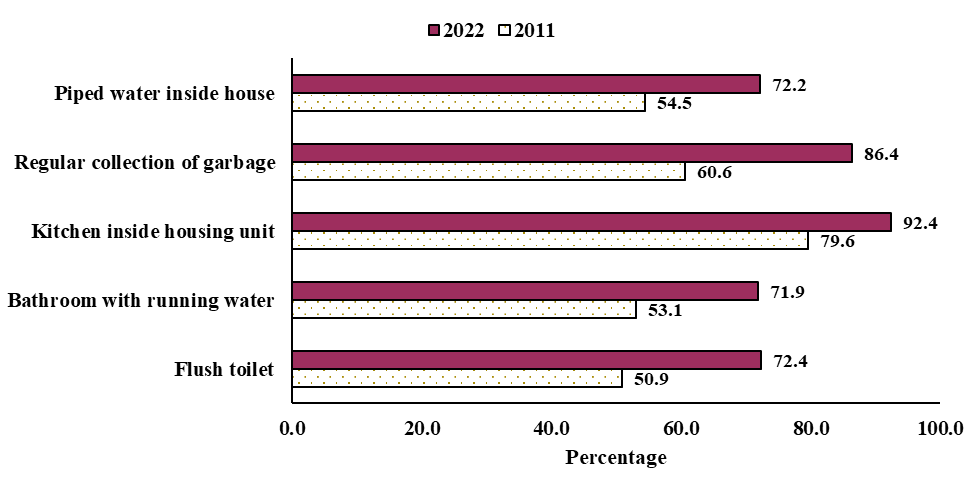 2022 2011
Piped water inside house
72.2
54.5
Regular collection of garbage
86.4
60.6
Kitchen inside housing unit
92.4
79.6
Bathroom with running water
71.9
53.1
Flush toilet
72.4
50.9
0.0 20.0 40.0 60.0 80.0 100.0
Percentage